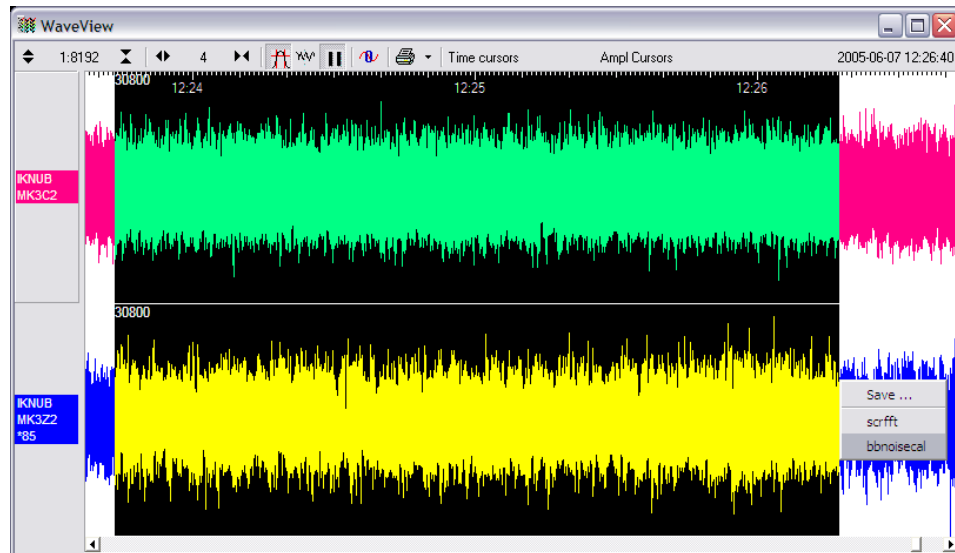 WaveView
1:8192 4 Time cursors Ampl Cursors 2005-06-07 12:26:40
30800
12:24 12:25 12:26
IKNUB
MK3C2
30800
IKNUB
MK3Z2
*85
Save ...
scrfft
bbnoisecal